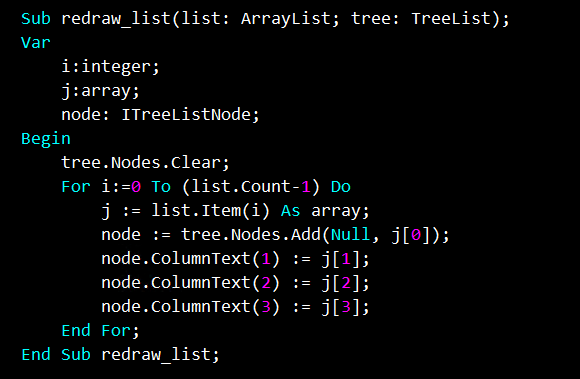 Sub redraw_list(list: ArrayList; tree: TreeList);
Var
    i:integer;
    j:array;
    node: ITreeListNode;
Begin
    tree.Nodes.Clear;
    For i:=0 To (list.Count-1) Do
        j := list.Item(i) As array;
        node := tree.Nodes.Add(Null, j[0]);
        node.ColumnText(1) := j[1];
        node.ColumnText(2) := j[2];
        node.ColumnText(3) := j[3];
    End For;
End Sub redraw_list;